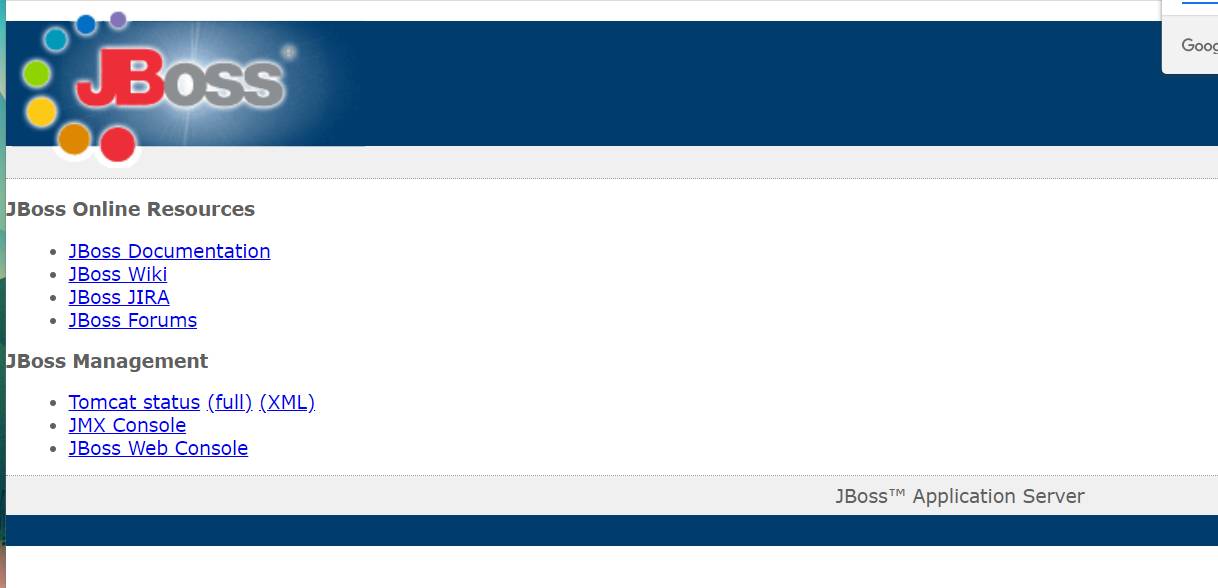 Goog
JBoss®
JBoss Online Resources
JBoss Documentation
JBoss Wiki
JBoss JIRA
JBoss Forums
JBoss Management
Tomcat status (full) (XML)
JMX Console
JBoss Web Console
JBoss™ Application Server